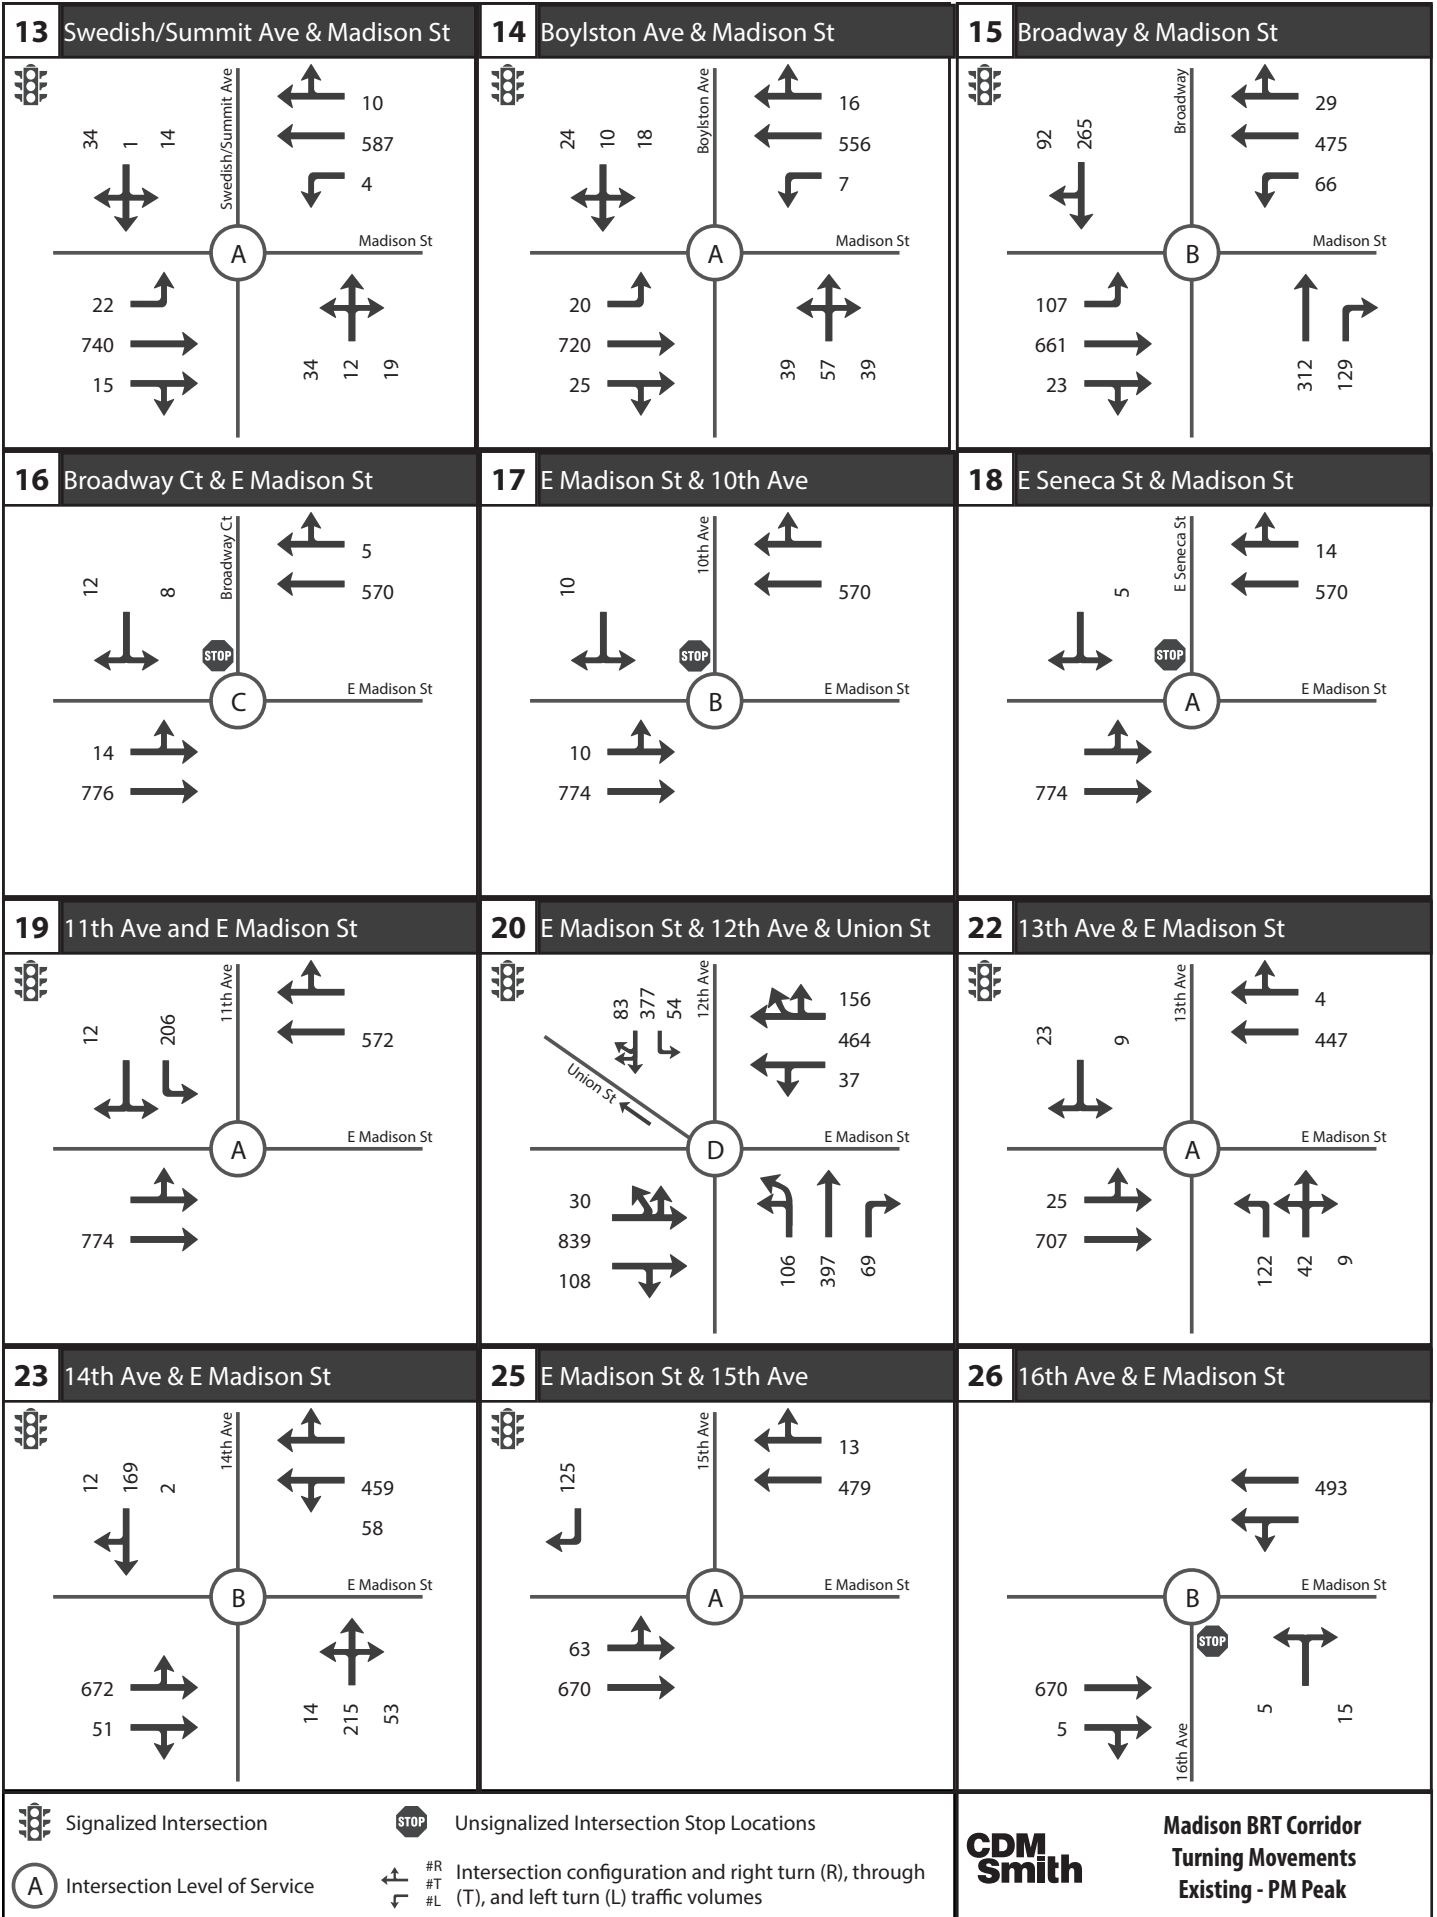 13 Swedish/Summit Ave & Madison St
Swedish/Summit Ave
34 1 14
10
587
4
Madison St
A
22
740
15
34 12 19
14 Boylston Ave & Madison St
Boylston Ave
24 10 18
16
556
7
Madison St
A
20
720
25
39 57 39
15 Broadway & Madison St
Broadway
92 265
29
475
66
Madison St
B
107
661
23
312 129
16 Broadway Ct & E Madison St
Broadway Ct
12 8
5
570
STOP
E Madison St
C
14
776
17 E Madison St & 10th Ave
10th Ave
10
570
STOP
E Madison St
B
10
774
18 E Seneca St & Madison St
E Seneca St
5
14
570
STOP
E Madison St
A
774
19 11th Ave and E Madison St
11th Ave
12 206
572
E Madison St
A
774
20 E Madison St & 12th Ave & Union St
12th Ave
83 377 54
156
464
37
Union St
E Madison St
D
30
839
108
106 397 69
22 13th Ave & E Madison St
13th Ave
23 9
4
447
E Madison St
A
25
707
122 42 9
23 14th Ave & E Madison St
14th Ave
12 169 2
459
58
E Madison St
B
672
51
14 215 53
25 E Madison St & 15th Ave
15th Ave
125
13
479
E Madison St
A
63
670
26 16th Ave & E Madison St
493
E Madison St
B
STOP
670
5
16th Ave
5 15
Signalized Intersection
STOP Unsignalized Intersection Stop Locations
A Intersection Level of Service
#R
#T
#L
Intersection configuration and right turn (R), through
(T), and left turn (L) traffic volumes
CDM
Smith
Madison BRT Corridor
Turning Movements
Existing - PM Peak